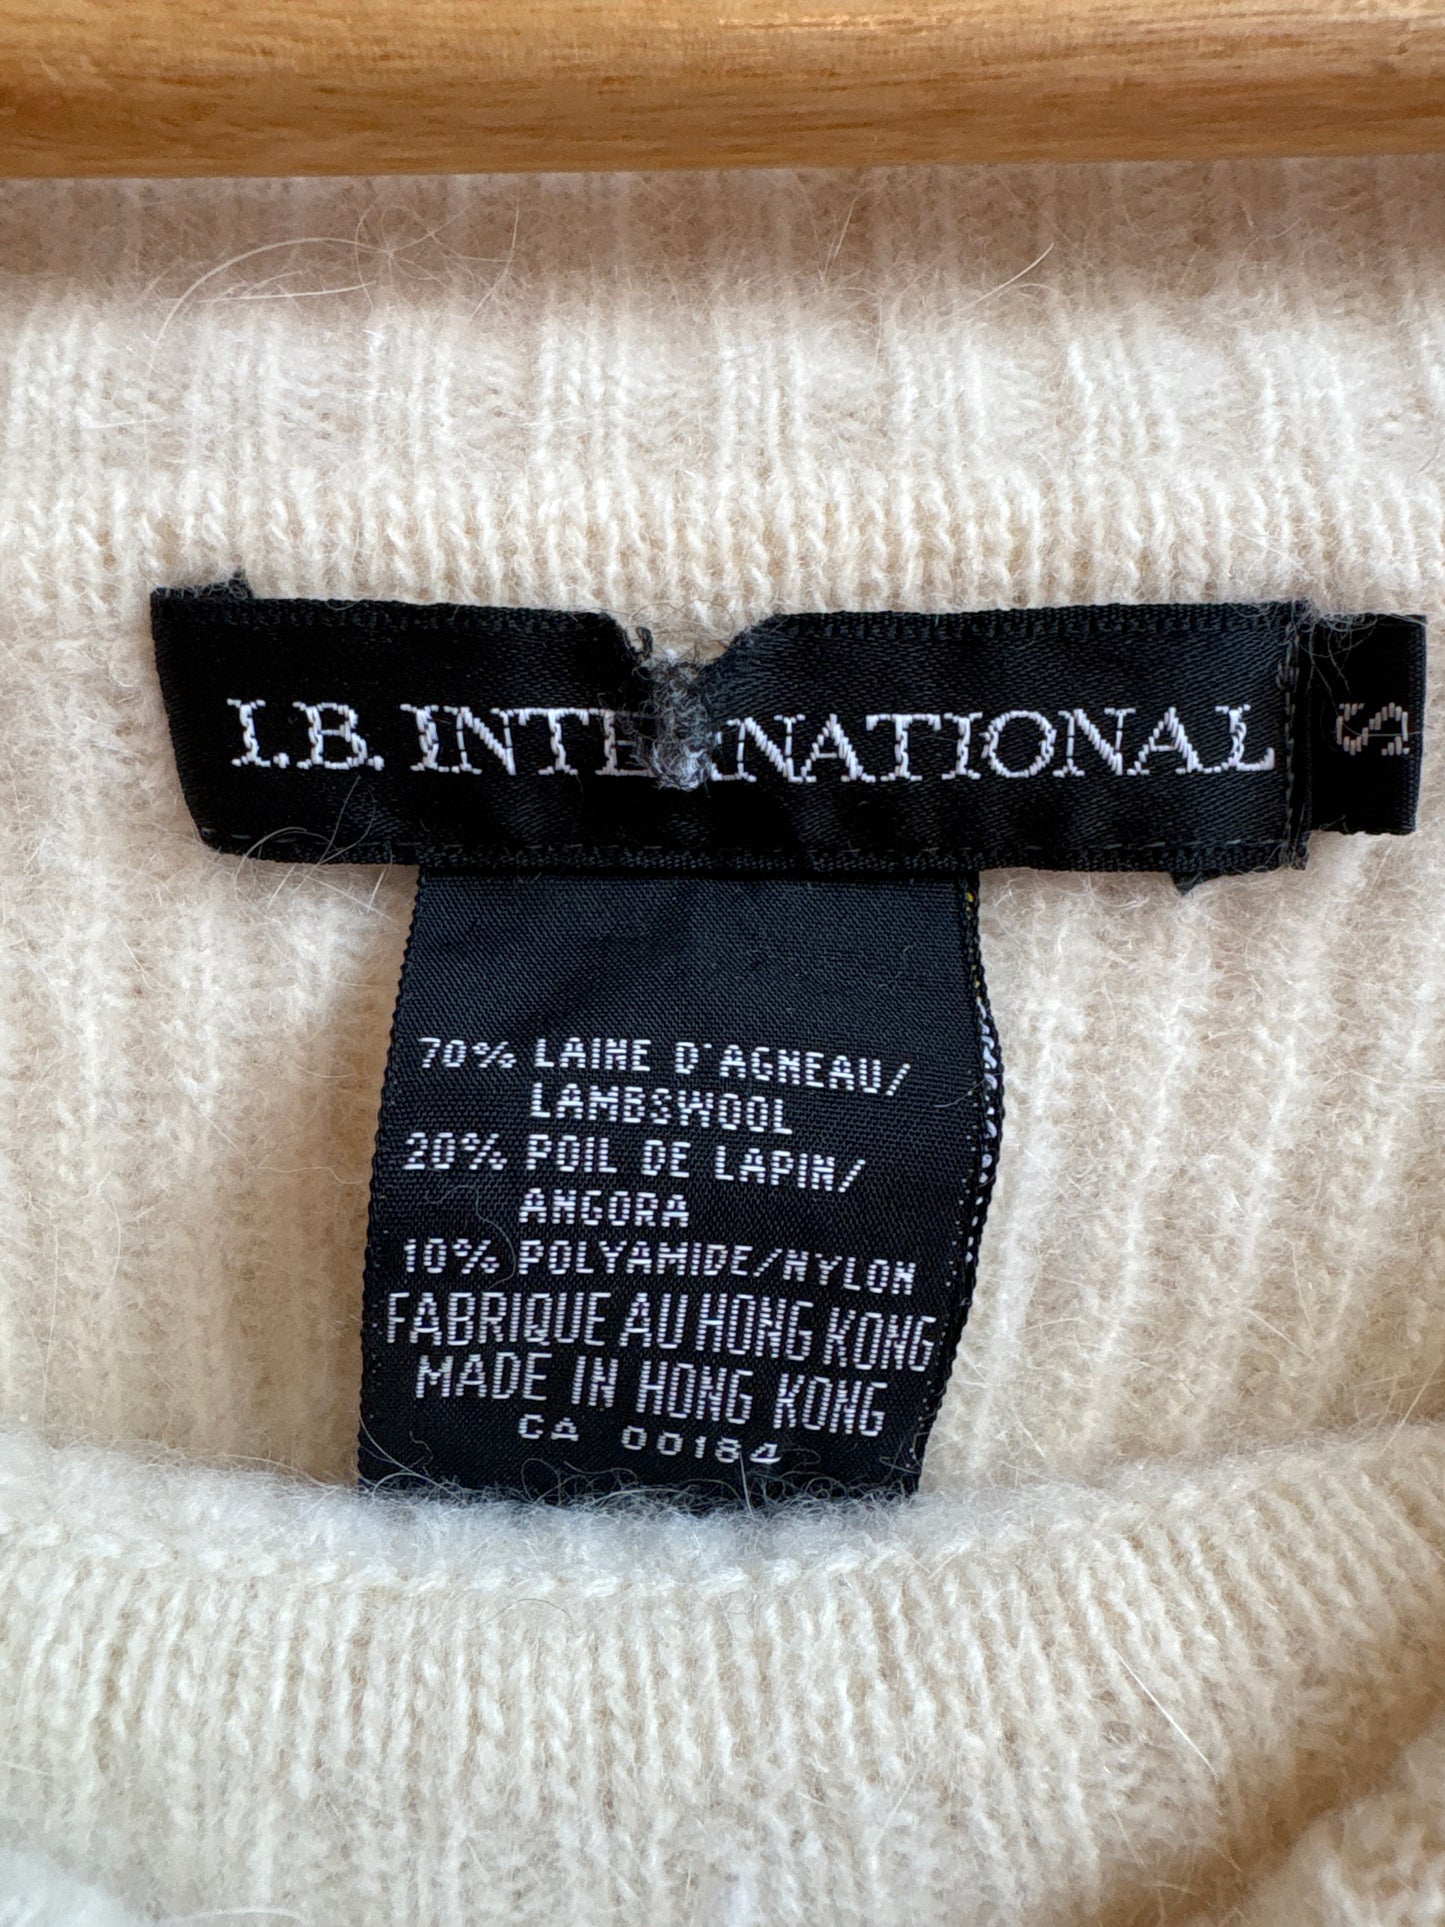 I.B. INTERNATIONAL
S
70% LAINE D'AGNEAU/
LAMBSWOOL
20% POIL DE LAPIN/
ANGORA
10% POLYAMIDE/NYLON
FABRIQUE AU HONG KONG
MADE IN HONG KONG
CA 00184